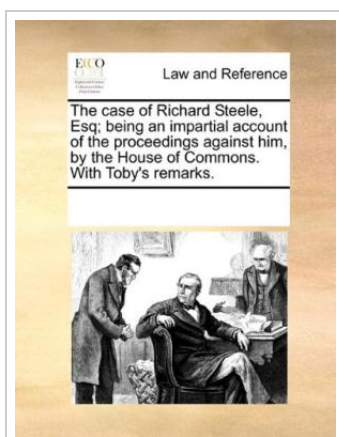 ECCO
Law and Reference
The case of Richard Steele,
Esq; being an impartial account
of the proceedings against him,
by the House of Commons.
With Toby's remarks.